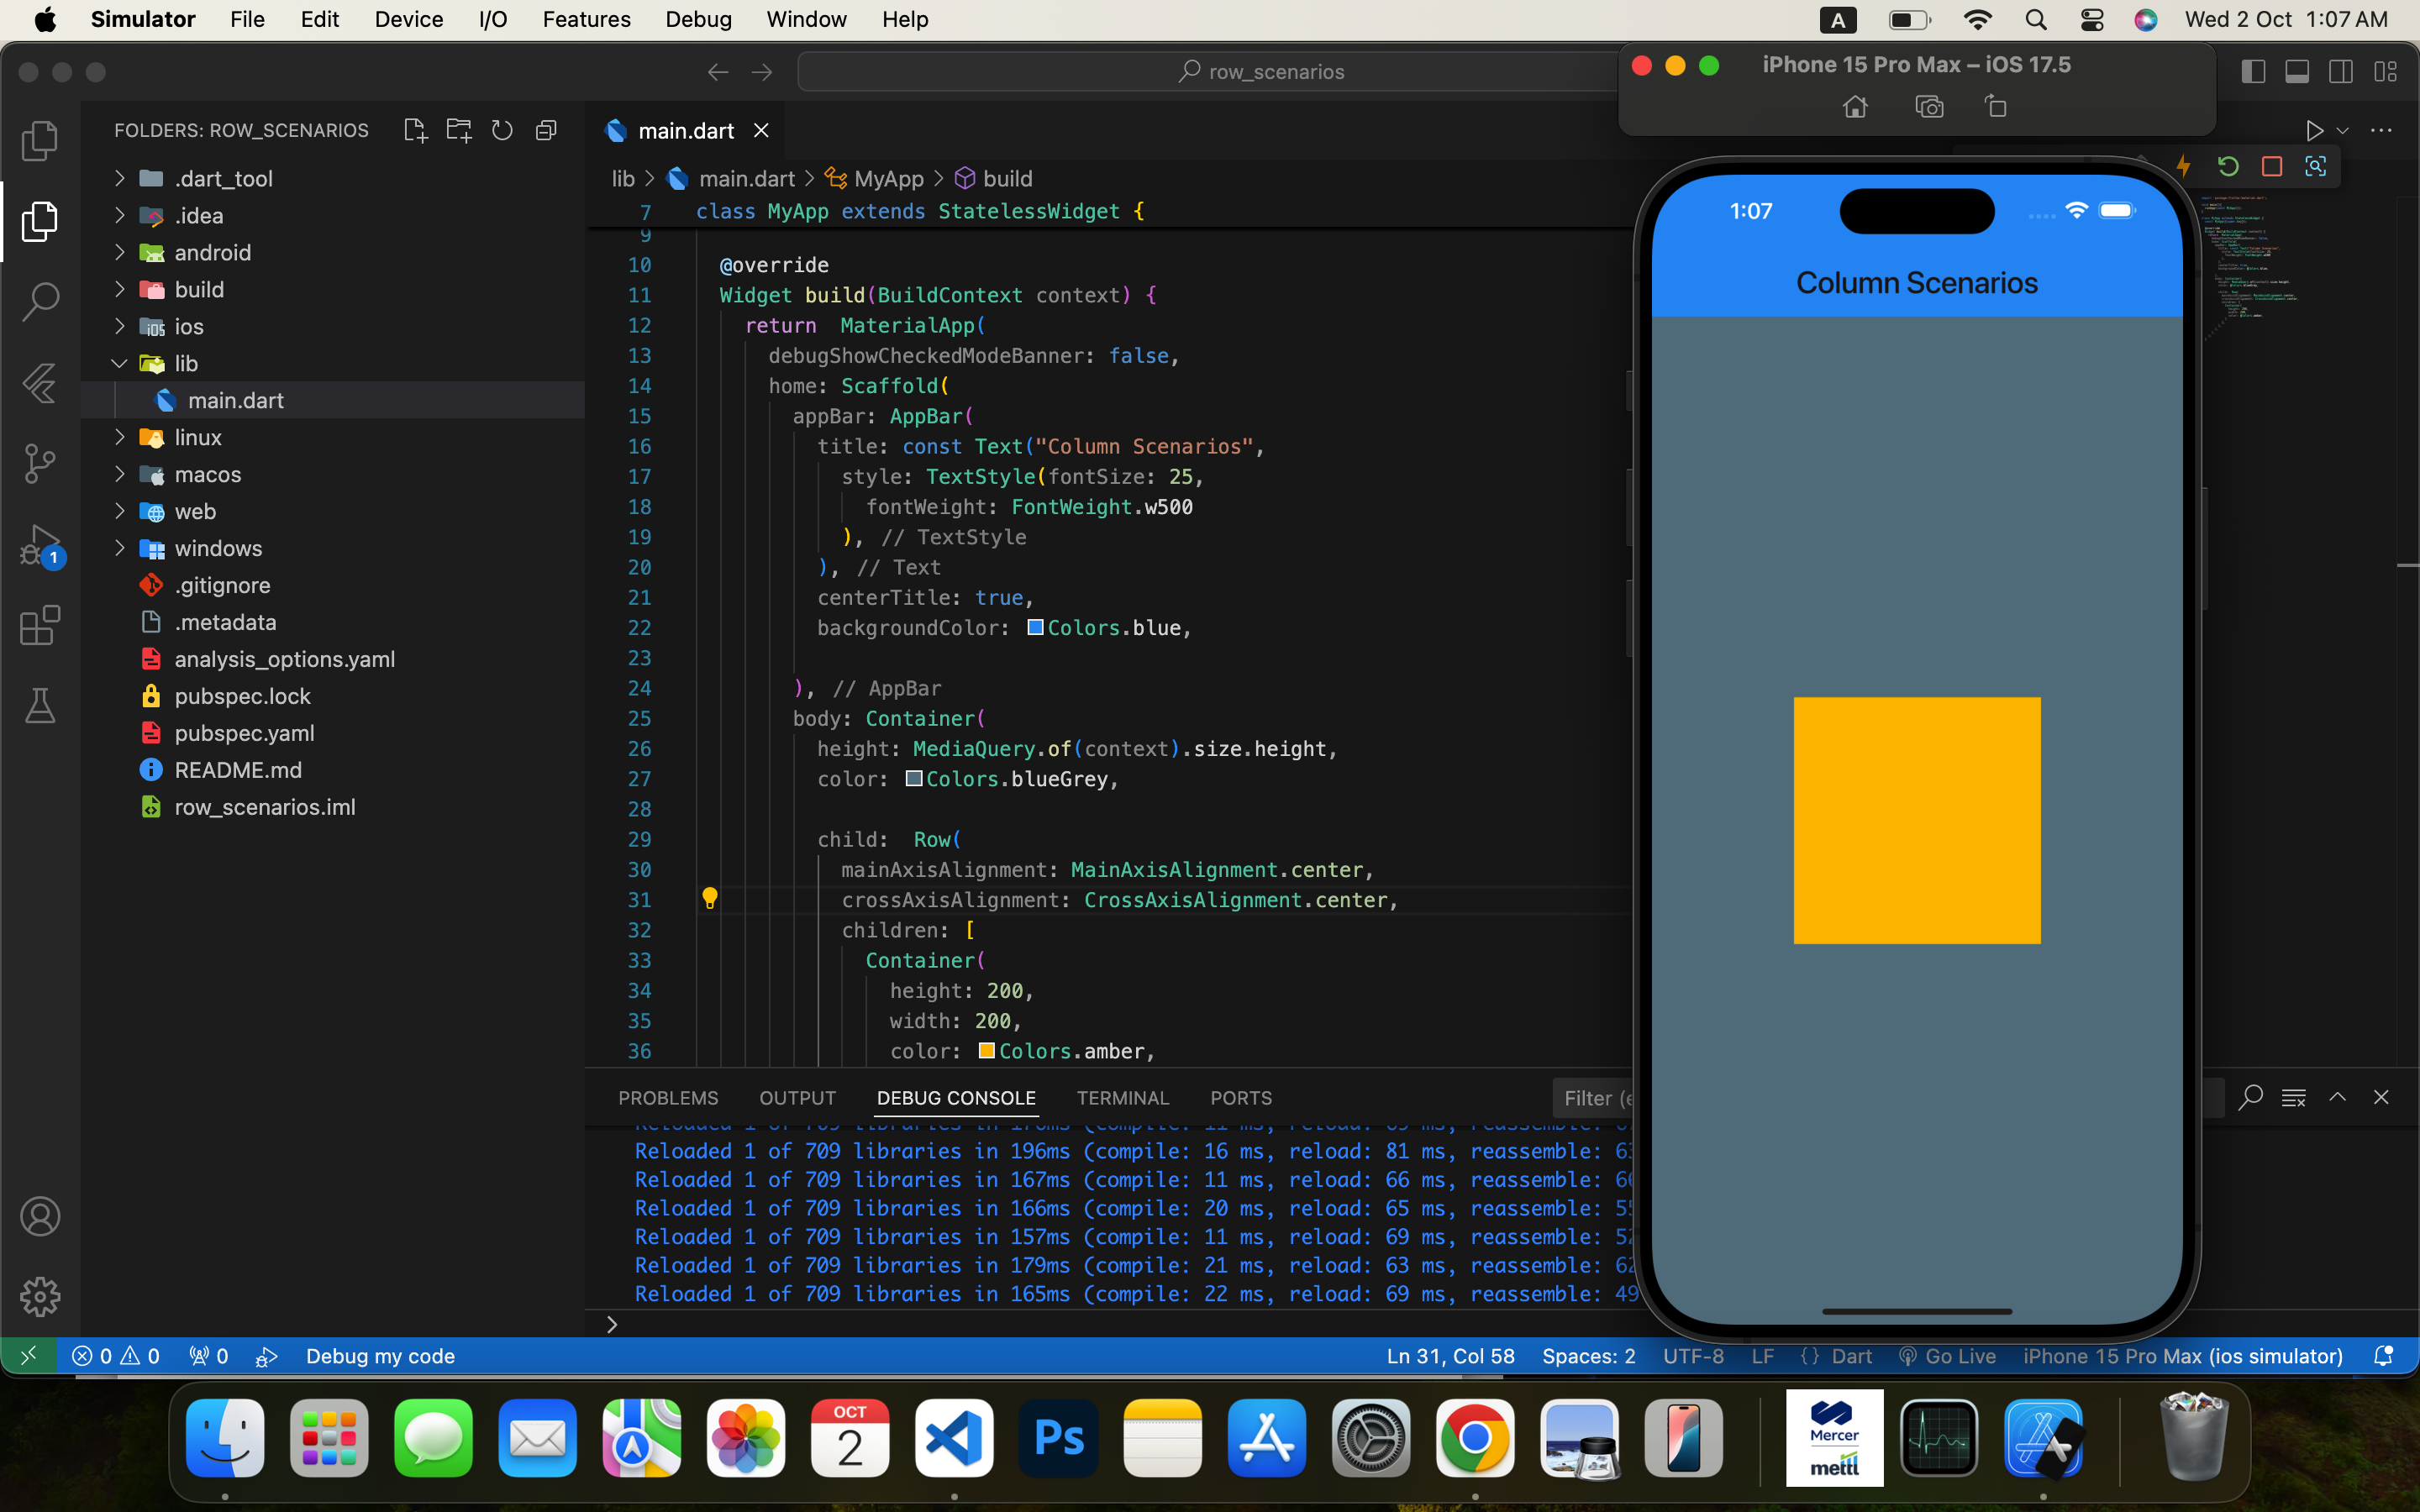 Simulator File Edit Device I/O Features Debug Window Help
A Wed 2 Oct 1:07 AM
row_scenarios
iPhone 15 Pro Max – iOS 17.5
FOLDERS: ROW_SCENARIOS
.dart_tool
.idea
android
build
ios
lib
main.dart
linux
macos
web
windows
.gitignore
.metadata
analysis_options.yaml
pubspec.lock
pubspec.yaml
README.md
row_scenarios.iml
1
main.dart
lib > main.dart > MyApp > build
7 class MyApp extends StatelessWidget {
9
10 @override
11 Widget build(BuildContext context) {
12 return  MaterialApp(
13 debugShowCheckedModeBanner: false,
14 home: Scaffold(
15 appBar: AppBar(
16 title: const Text("Column Scenarios",
17 style: TextStyle(fontSize: 25,
18 fontWeight: FontWeight.w500
19 ), // TextStyle
20 ), // Text
21 centerTitle: true,
22 backgroundColor: Colors.blue,
23
24 ), // AppBar
25 body: Container(
26 height: MediaQuery.of(context).size.height,
27 color: Colors.blueGrey,
28
29 child:  Row(
30 mainAxisAlignment: MainAxisAlignment.center,
31 crossAxisAlignment: CrossAxisAlignment.center,
32 children: [
33 Container(
34 height: 200,
35 width: 200,
36 color: Colors.amber,
1:07
Column Scenarios
PROBLEMS OUTPUT DEBUG CONSOLE TERMINAL PORTS Filter (e
Reloaded 1 of 709 libraries in 196ms (compile: 16 ms, reload: 81 ms, reassemble: 63
Reloaded 1 of 709 libraries in 167ms (compile: 11 ms, reload: 66 ms, reassemble: 
Reloaded 1 of 709 libraries in 166ms (compile: 20 ms, reload: 65 ms, reassemble: 
Reloaded 1 of 709 libraries in 157ms (compile: 11 ms, reload: 69 ms, reassemble: 
Reloaded 1 of 709 libraries in 179ms (compile: 21 ms, reload: 63 ms, reassemble: 
Reloaded 1 of 709 libraries in 165ms (compile: 22 ms, reload: 69 ms, reassemble: 49
0 0 0 Debug my code Ln 31, Col 58 Spaces: 2 UTF-8 LF {} Dart Go Live iPhone 15 Pro Max (ios simulator)
OCT
2
Ps
Mercer
mettl